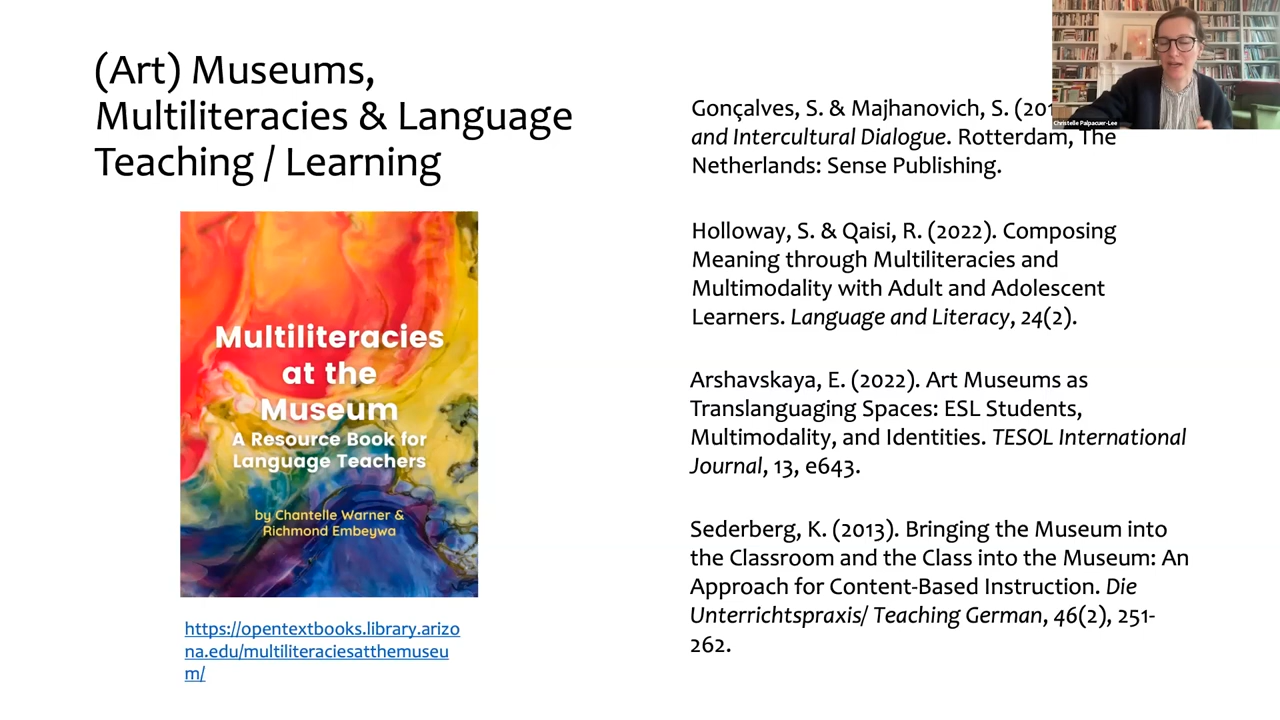 (Art) Museums,
Multiliteracies & Language
Teaching / Learning
Multiliteracies
at the
Museum
A Resource Book for
Language Teachers
by Chantelle Warner &
Richmond Embeywa
https://opentextbooks.library.arizo
na.edu/multiliteraciesatthemuseu
m/
Gonçalves, S. & Majhanovich, S. (201
and Intercultural Dialogue. Rotterdam, The
Netherlands: Sense Publishing.
Holloway, S. & Qaisi, R. (2022). Composing
Meaning through Multiliteracies and
Multimodality with Adult and Adolescent
Learners. Language and Literacy, 24(2).
Arshavskaya, E. (2022). Art Museums as
Translanguaging Spaces: ESL Students,
Multimodality, and Identities. TESOL International
Journal, 13, e643.
Sederberg, K. (2013). Bringing the Museum into
the Classroom and the Class into the Museum: An
Approach for Content-Based Instruction. Die
Unterrichtspraxis/ Teaching German, 46(2), 251-
262.
Christelle Palpacuer-Lee